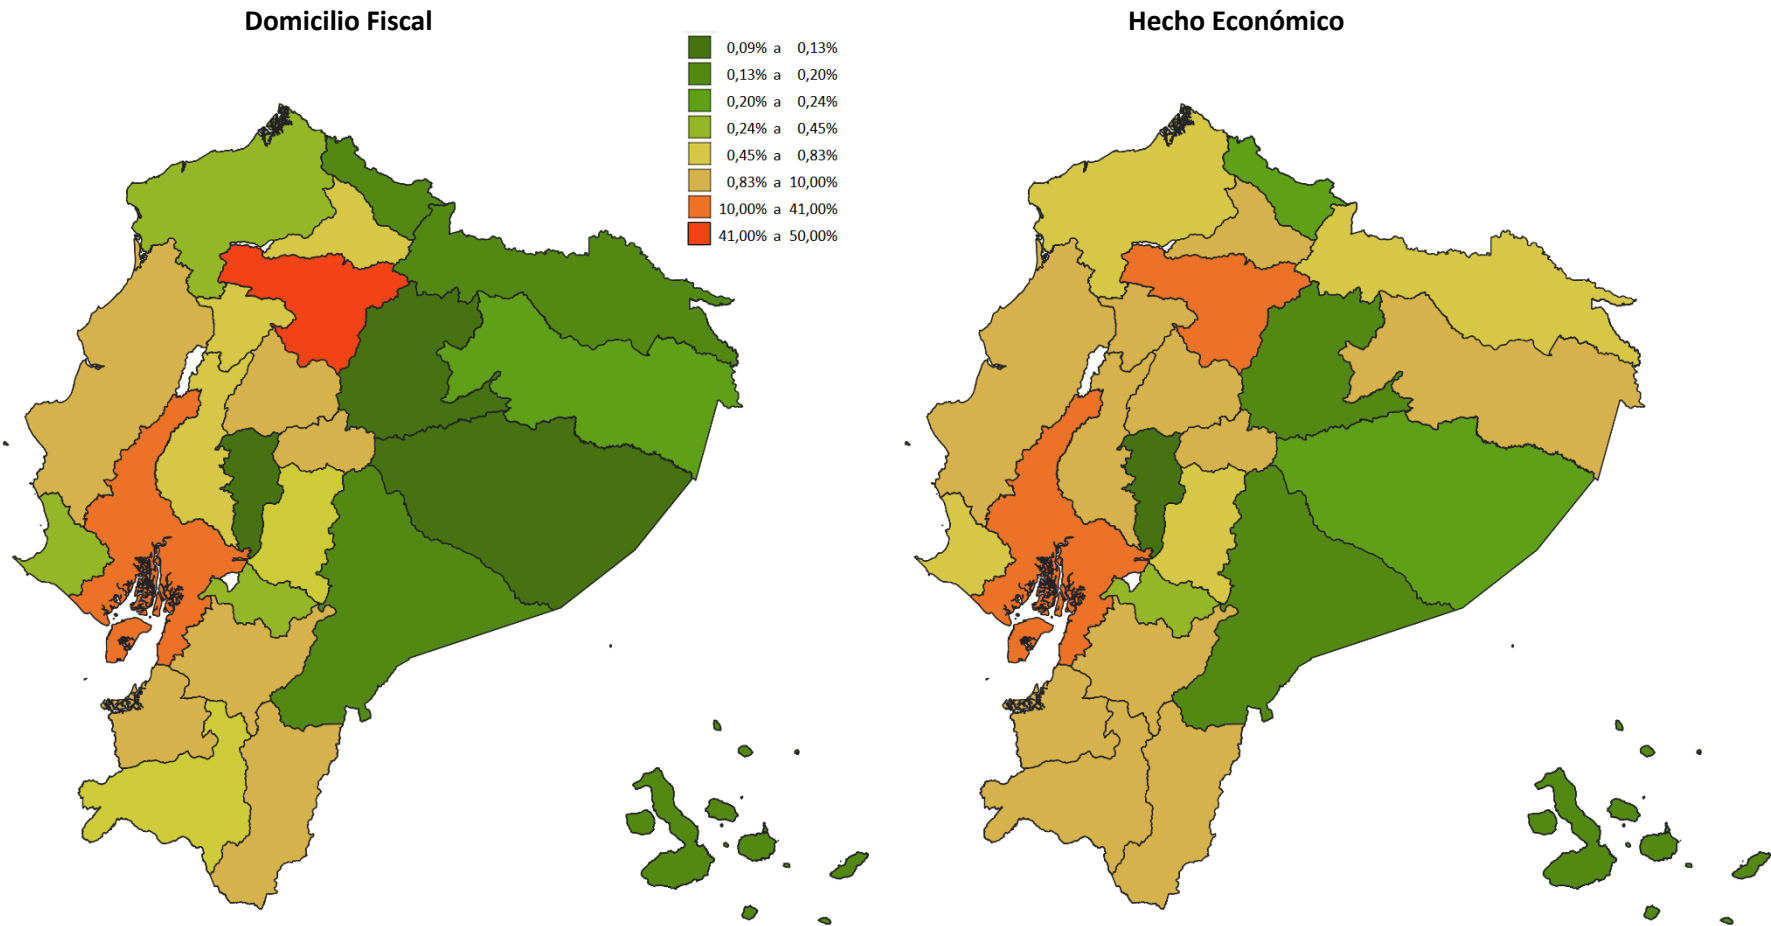 Domicilio Fiscal
Hecho Económico
0,09% a 0,13%
0,13% a 0,20%
0,20% a 0,24%
0,24% a 0,45%
0,45% a 0,83%
0,83% a 10,00%
10,00% a 41,00%
41,00% a 50,00%